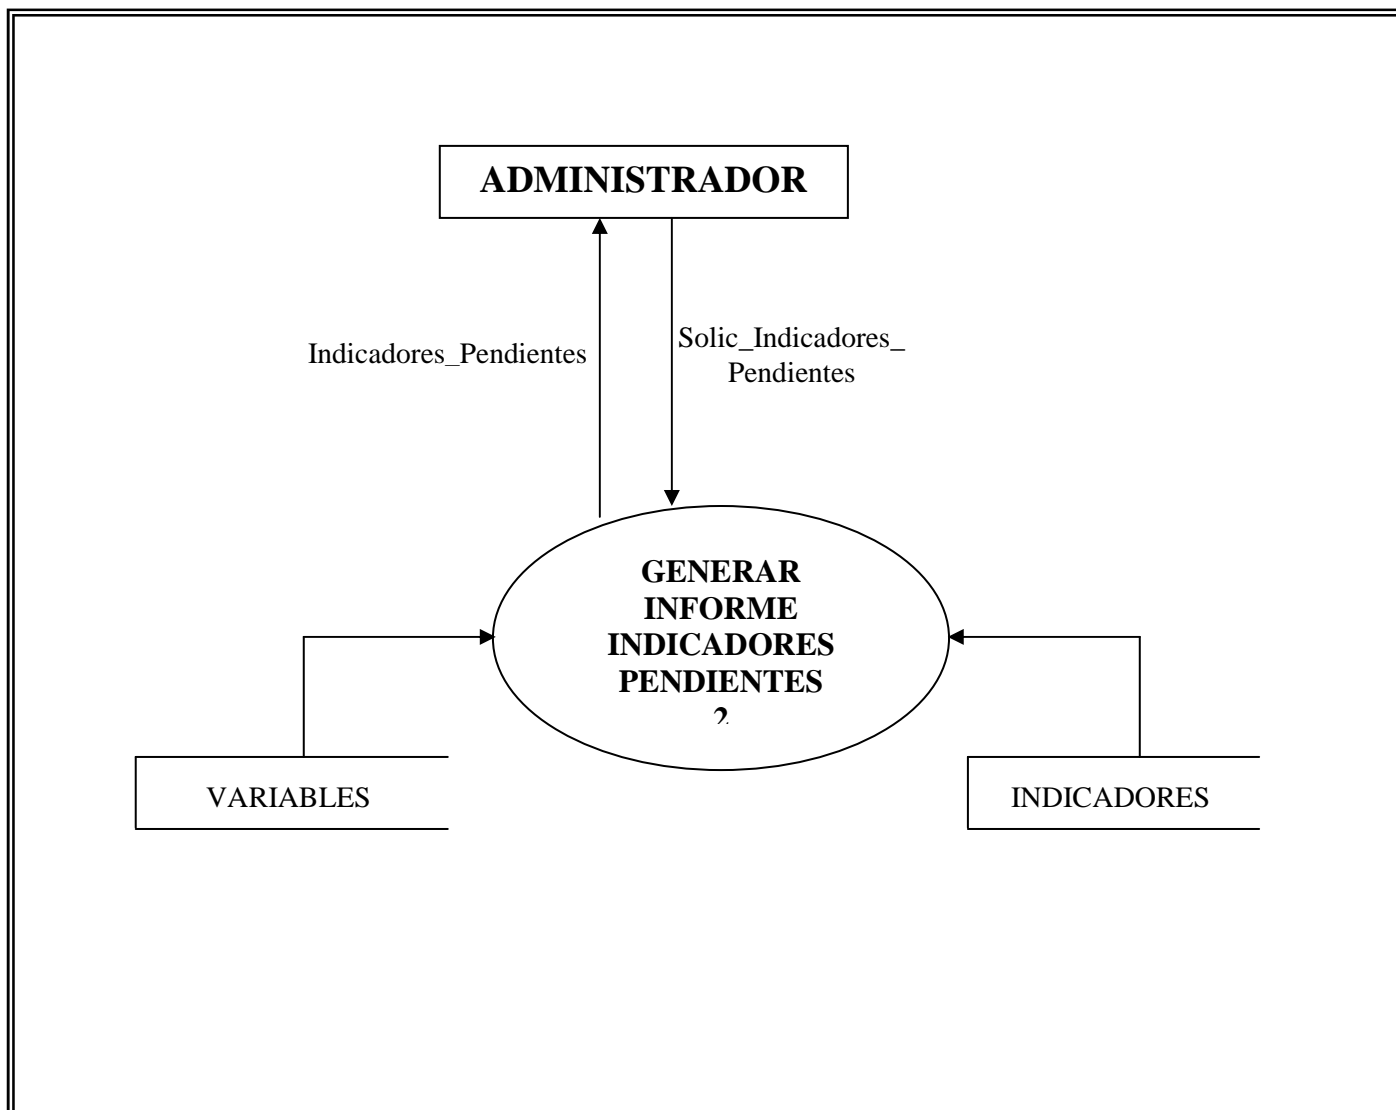 ADMINISTRADOR
Indicadores_Pendientes
Solic_Indicadores_
Pendientes
GENERAR
INFORME
INDICADORES
PENDIENTES
2
VARIABLES
INDICADORES